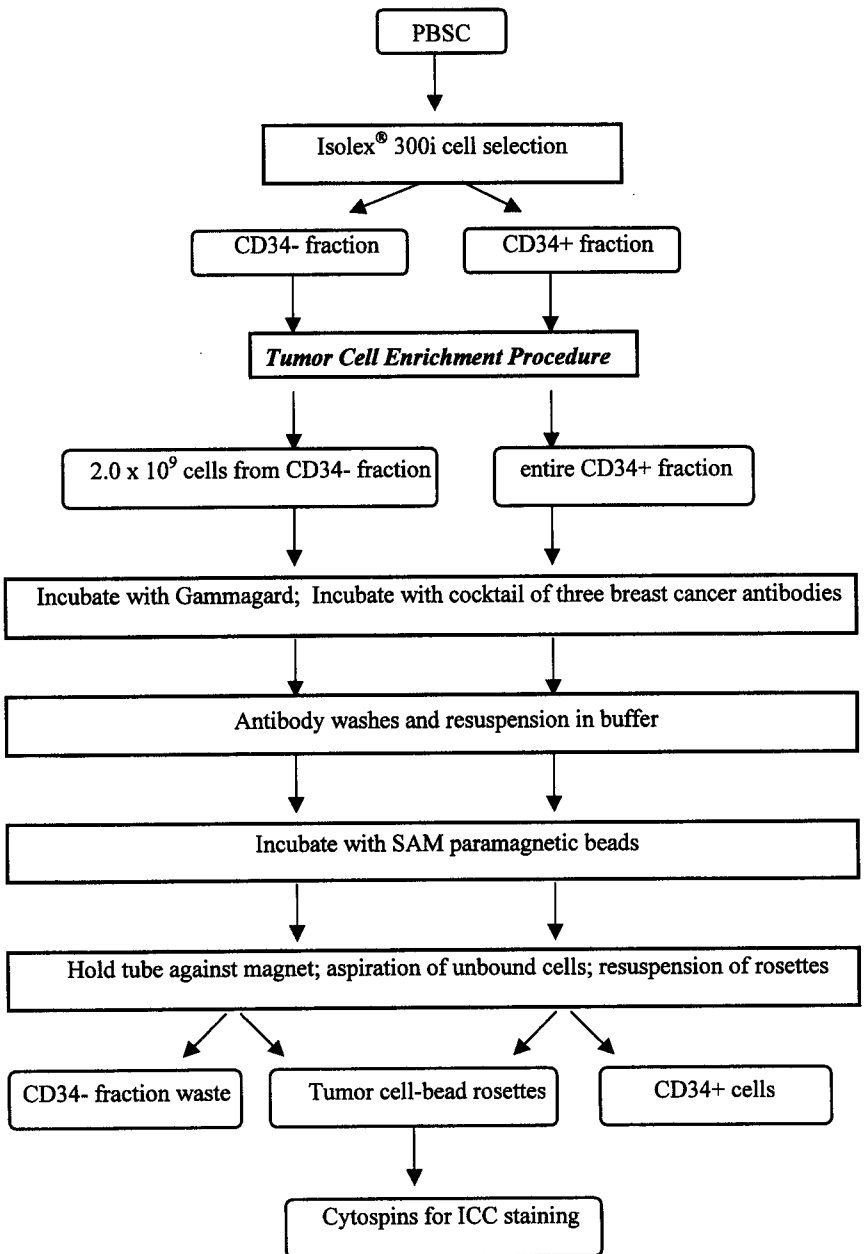 PBSC
Isolex® 300i cell selection
CD34- fraction
CD34+ fraction
Tumor Cell Enrichment Procedure
2.0 x 10⁹ cells from CD34- fraction
entire CD34+ fraction
Incubate with Gammagard; Incubate with cocktail of three breast cancer antibodies
Antibody washes and resuspension in buffer
Incubate with SAM paramagnetic beads
Hold tube against magnet; aspiration of unbound cells; resuspension of rosettes
CD34- fraction waste
Tumor cell-bead rosettes
CD34+ cells
Cytospins for ICC staining